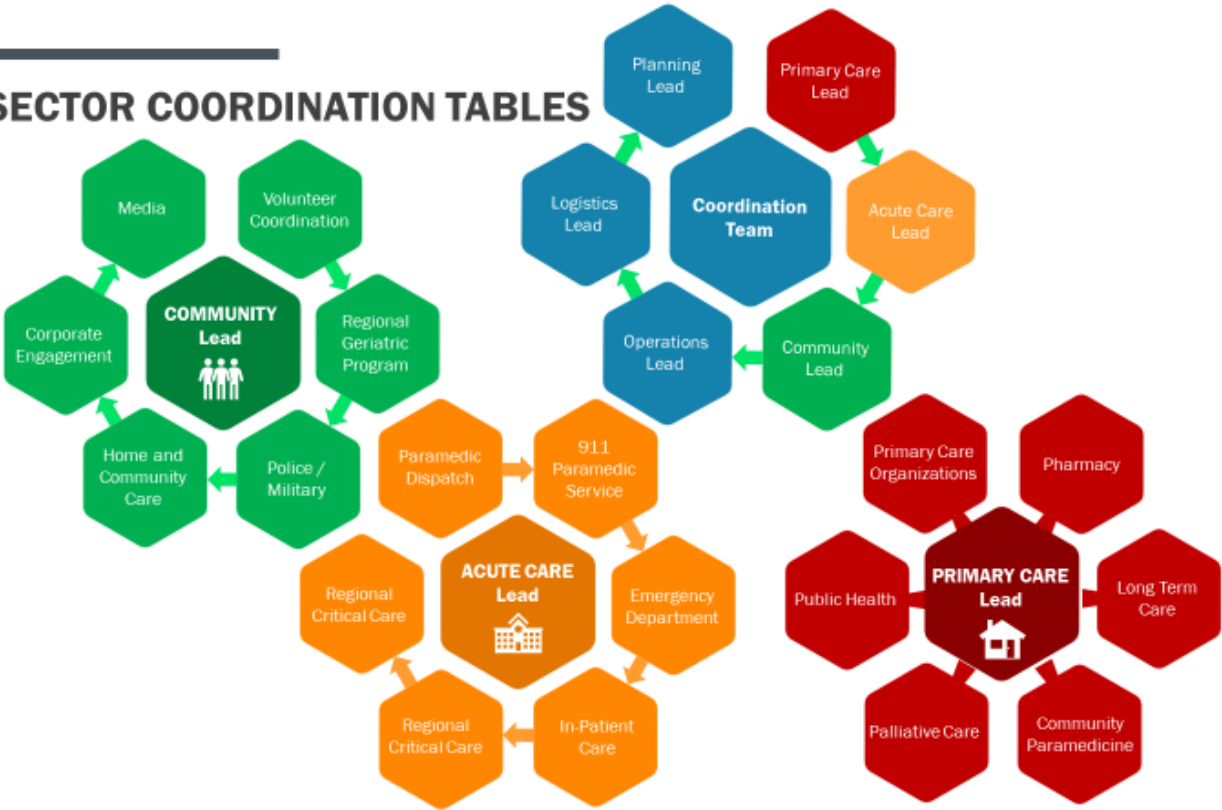 SECTOR COORDINATION TABLES
Planning
Lead
Primary Care
Lead
Logistics
Lead
Coordination
Team
Acute Care
Lead
Operations
Lead
Community
Lead
Media
Volunteer
Coordination
Corporate
Engagement
COMMUNITY
Lead
Regional
Geriatric
Program
Home and
Community
Care
Police /
Military
Paramedic
Dispatch
911
Paramedic
Service
Regional
Critical Care
ACUTE CARE
Lead
Emergency
Department
Regional
Critical Care
In-Patient
Care
Primary Care
Organizations
Pharmacy
Public Health
PRIMARY CARE
Lead
Long Term
Care
Palliative Care
Community
Paramedicine